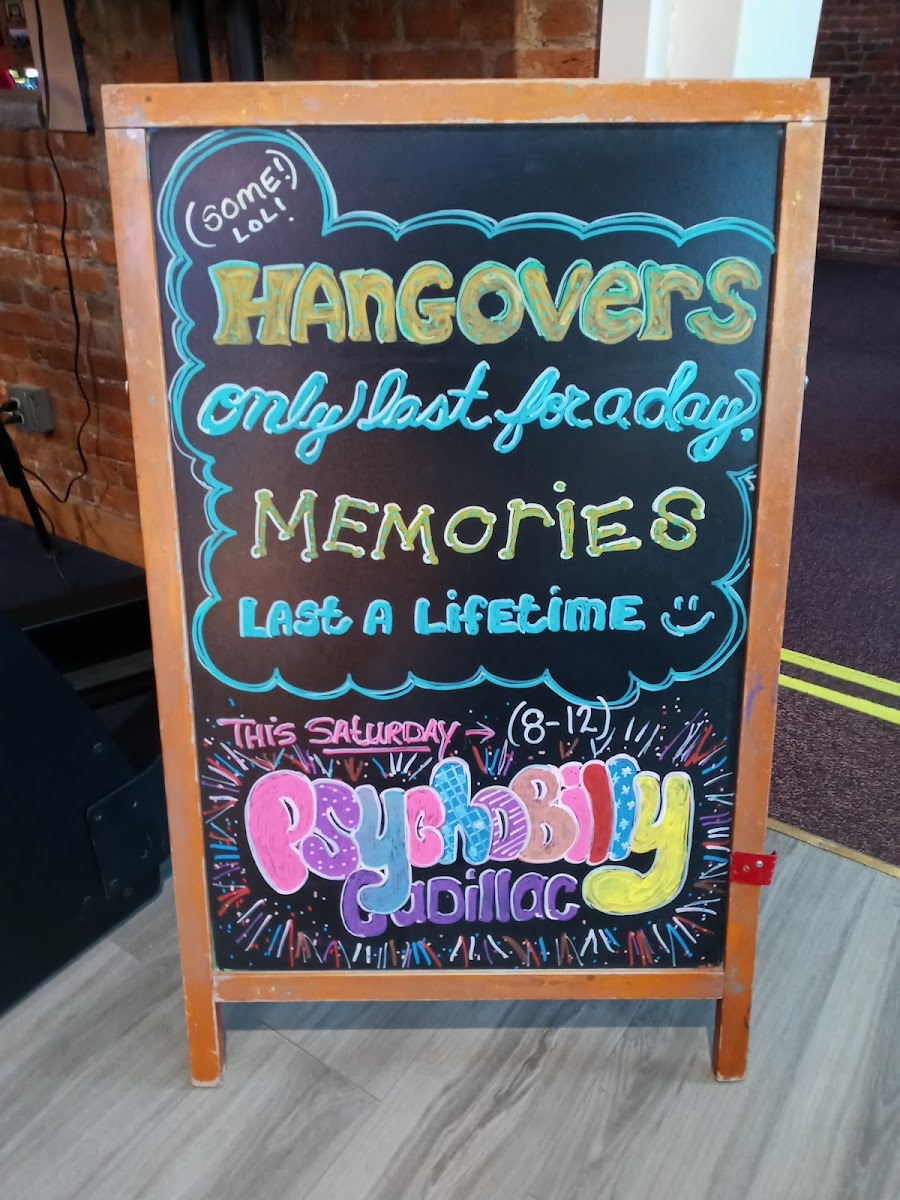 (SOME!)
LOL!
HANGOVERS
only last for a day,
MEMORIES
LAST A LIFETIME
THIS SATURDAY → (8-12)
PSYCHOBILLY
CADILLAC